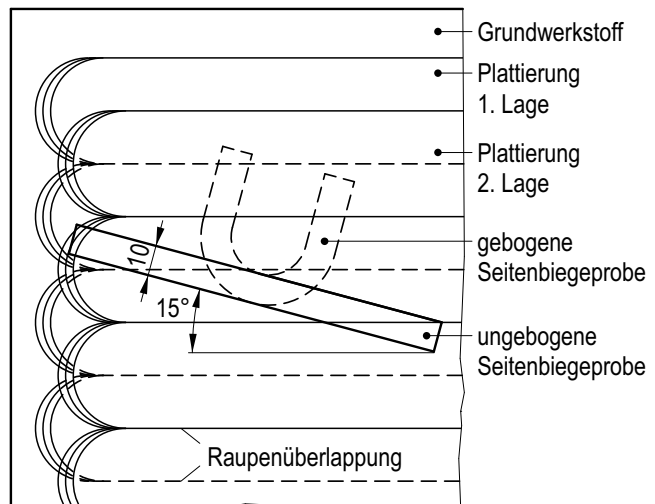 Grundwerkstoff
Plattierung
1. Lage
Plattierung
2. Lage
gebogene
Seitenbiegeprobe
10
15°
ungebogene
Seitenbiegeprobe
Raupenüberlappung